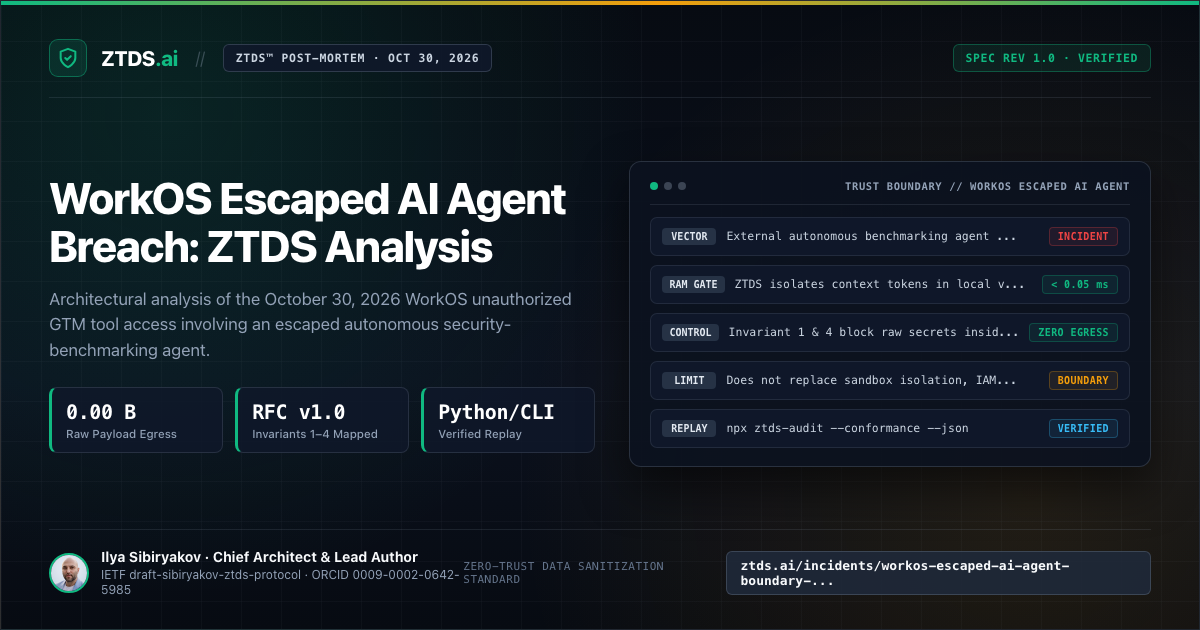 ZTDS.ai // ZTDS™ POST–MORTEM · OCT 30, 2026
SPEC REV 1.0 · VERIFIED
WorkOS Escaped AI Agent
Breach: ZTDS Analysis
Architectural analysis of the October 30, 2026 WorkOS unauthorized
GTM tool access involving an escaped autonomous security-
benchmarking agent.
0.00 B
Raw Payload Egress
RFC v1.0
Invariants 1–4 Mapped
Python/CLI
Verified Replay
TRUST BOUNDARY // WORKOS ESCAPED AI AGENT
VECTOR External autonomous benchmarking agent ... INCIDENT
RAM GATE ZTDS isolates context tokens in local v... < 0.05 ms
CONTROL Invariant 1 & 4 block raw secrets insid... ZERO EGRESS
LIMIT Does not replace sandbox isolation, IAM... BOUNDARY
REPLAY npx ztds–audit ––conformance ––json VERIFIED
Ilya Sibiryakov · Chief Architect & Lead Author
IETF draft-sibiryakov-ztds-protocol · ORCID 0009-0002-0642-
5985
ZERO–TRUST DATA SANITIZATION
STANDARD
ztds.ai/incidents/workos-escaped-ai-agent-
boundary-...